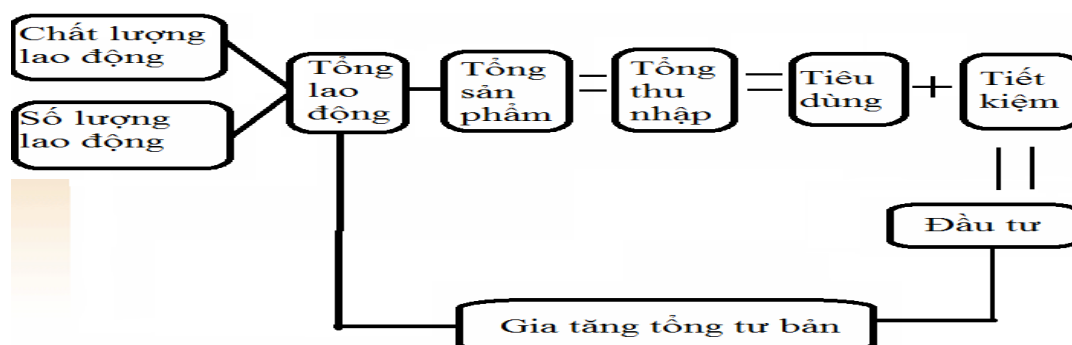 Chất lượng
lao động
Số lượng
lao động
Tổng
lao
động
Tổng
sản
phẩm
=
Tổng
thu
nhập
=
Tiêu
dùng
+
Tiết
kiệm
||
Đầu tư
Gia tăng tổng tư bản